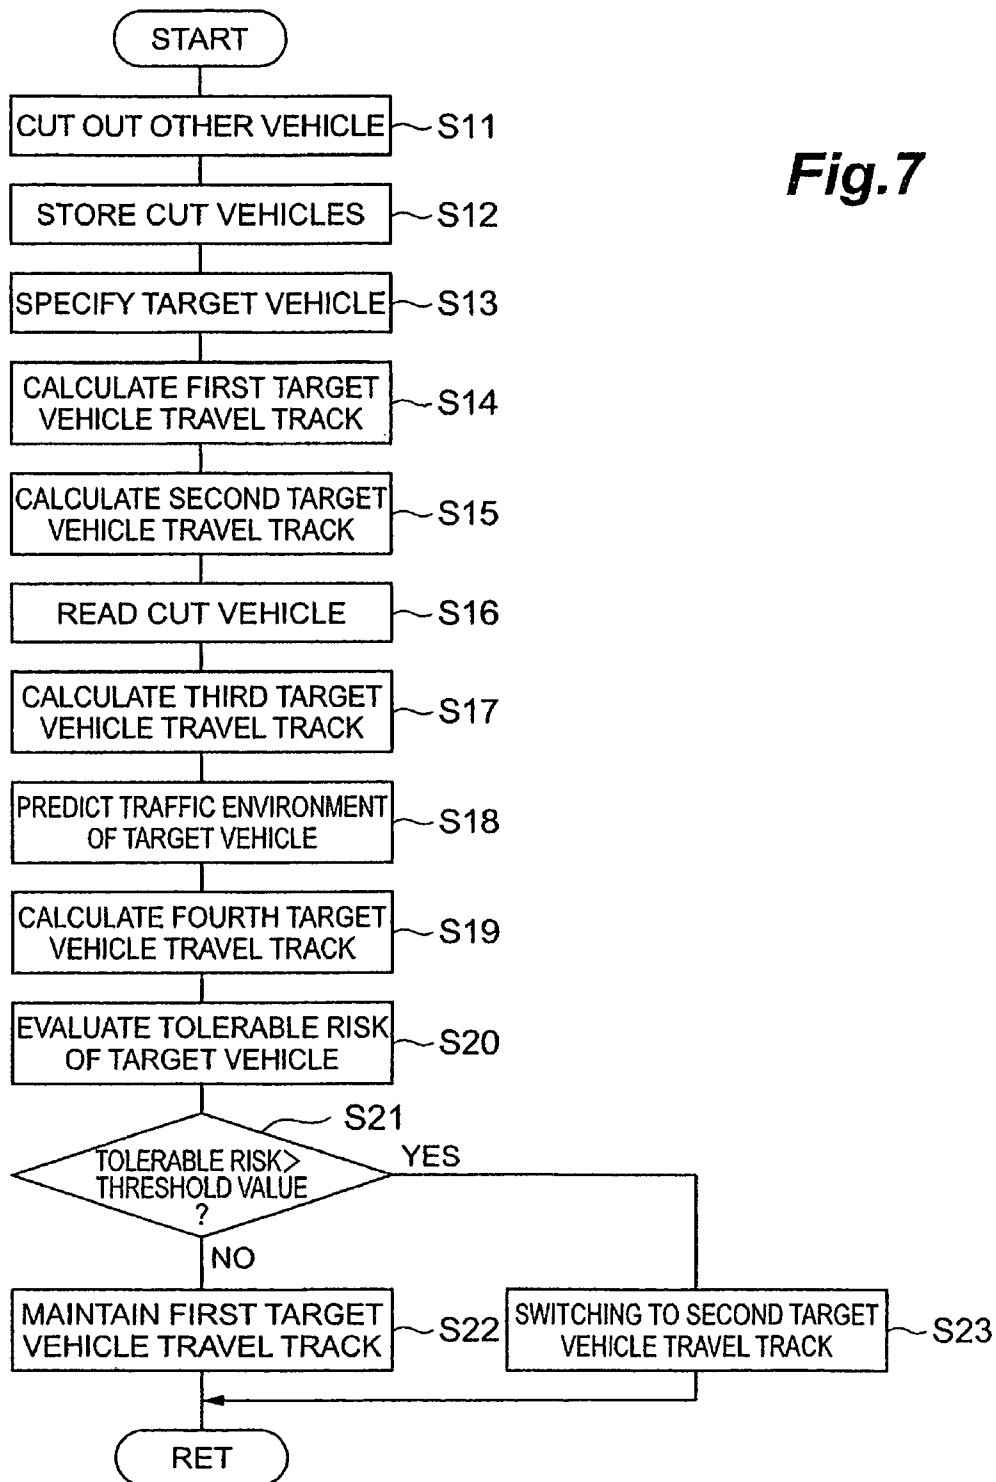 START
CUT OUT OTHER VEHICLE
S11
Fig.7
STORE CUT VEHICLES
S12
SPECIFY TARGET VEHICLE
S13
CALCULATE FIRST TARGET
VEHICLE TRAVEL TRACK
S14
CALCULATE SECOND TARGET
VEHICLE TRAVEL TRACK
S15
READ CUT VEHICLE
S16
CALCULATE THIRD TARGET
VEHICLE TRAVEL TRACK
S17
PREDICT TRAFFIC ENVIRONMENT
OF TARGET VEHICLE
S18
CALCULATE FOURTH TARGET
VEHICLE TRAVEL TRACK
S19
EVALUATE TOLERABLE RISK
OF TARGET VEHICLE
S20
S21
TOLERABLE RISK>
THRESHOLD VALUE
?
YES
NO
MAINTAIN FIRST TARGET
VEHICLE TRAVEL TRACK
S22
SWITCHING TO SECOND TARGET
VEHICLE TRAVEL TRACK
S23
RET